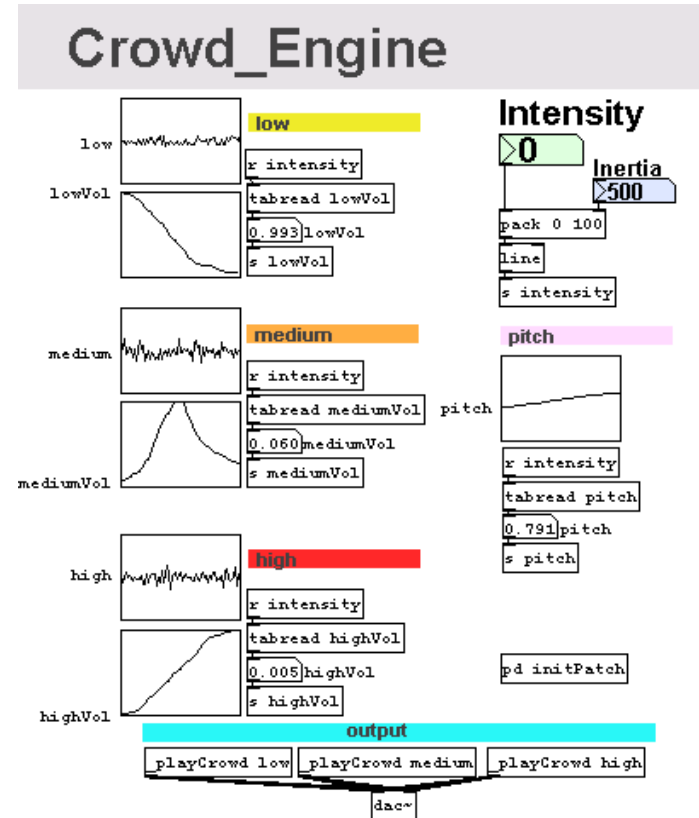 Crowd_Engine
low
lowVol
low
r intensity
tabread lowVol
0.993 lowVol
s lowVol
Intensity
0
Inertia
500
pack 0 100
line
s intensity
medium
mediumVol
medium
r intensity
tabread mediumVol
0.060 mediumVol
s mediumVol
pitch
pitch
r intensity
tabread pitch
0.791 pitch
s pitch
high
highVol
high
r intensity
tabread highVol
0.005 highVol
s highVol
pd initPatch
output
_playCrowd low
_playCrowd medium
_playCrowd high
dac~